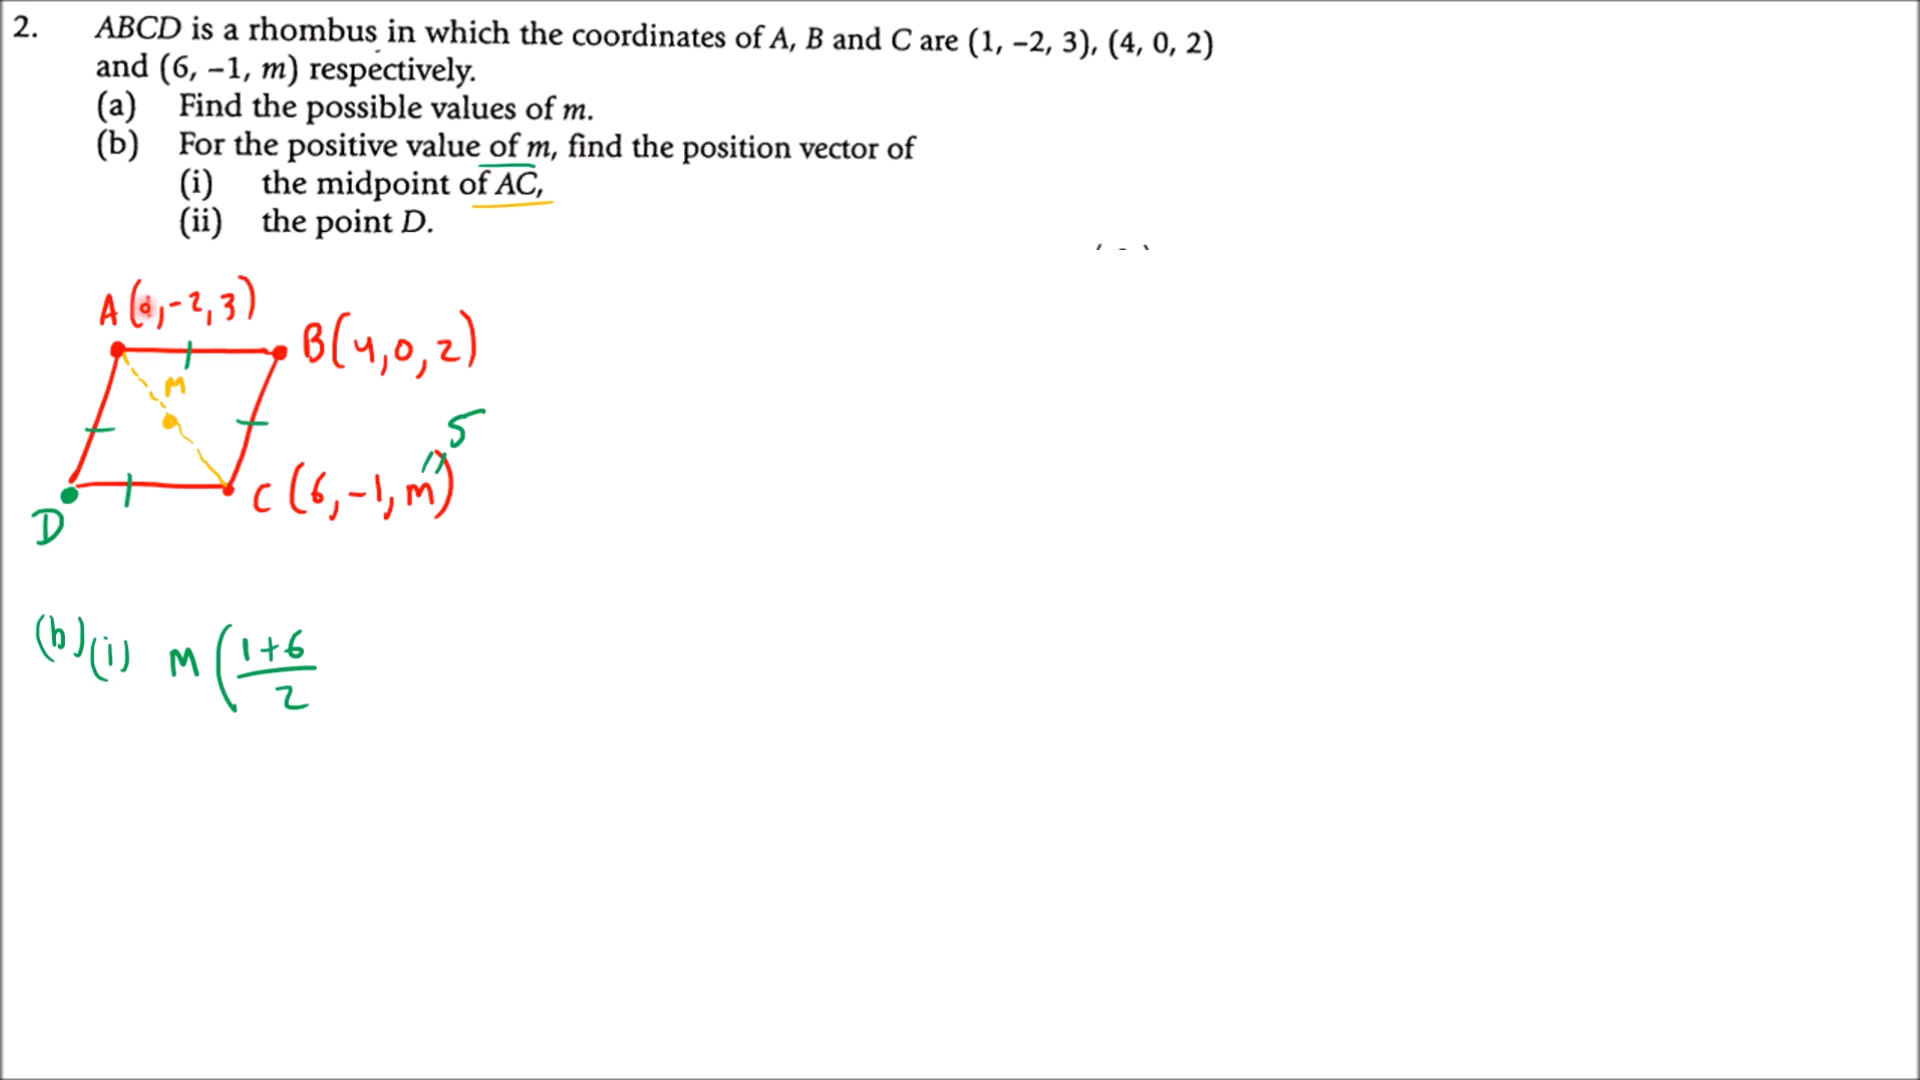 2. ABCD is a rhombus in which the coordinates of A, B and C are (1, –2, 3), (4, 0, 2)
and (6, –1, m) respectively.
(a) Find the possible values of m.
(b) For the positive value of m, find the position vector of
(i) the midpoint of AC,
(ii) the point D.
A( ,-2,3)
B(4,0,2)
M
5
C(6,-1,m)
D
(b)(i) M(1+6
2